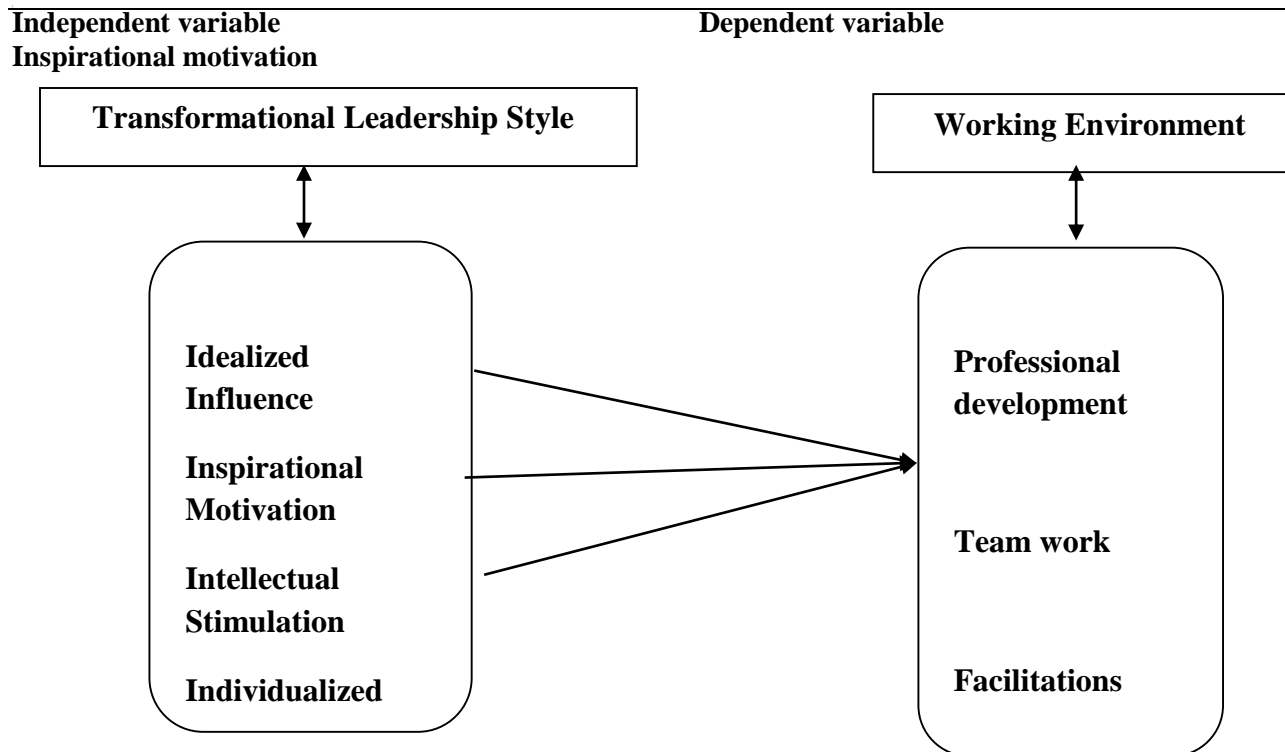 Independent variable Dependent variable
Inspirational motivation
Transformational Leadership Style
Working Environment
Idealized
Influence
Inspirational
Motivation
Intellectual
Stimulation
Individualized
Professional
development
Team work
Facilitations